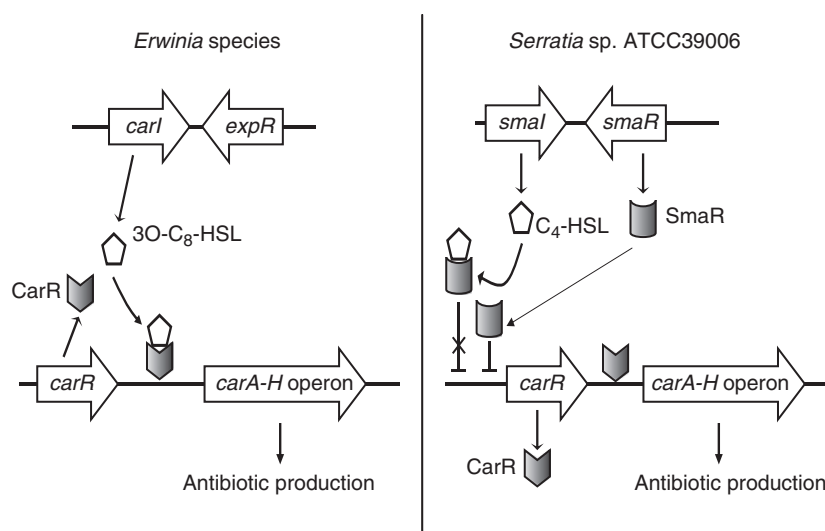 Erwinia species
carI
expR
3O-C8-HSL
CarR
carR
carA-H operon
Antibiotic production
Serratia sp. ATCC39006
smaI
smaR
C4-HSL
SmaR
carR
carA-H operon
CarR
Antibiotic production